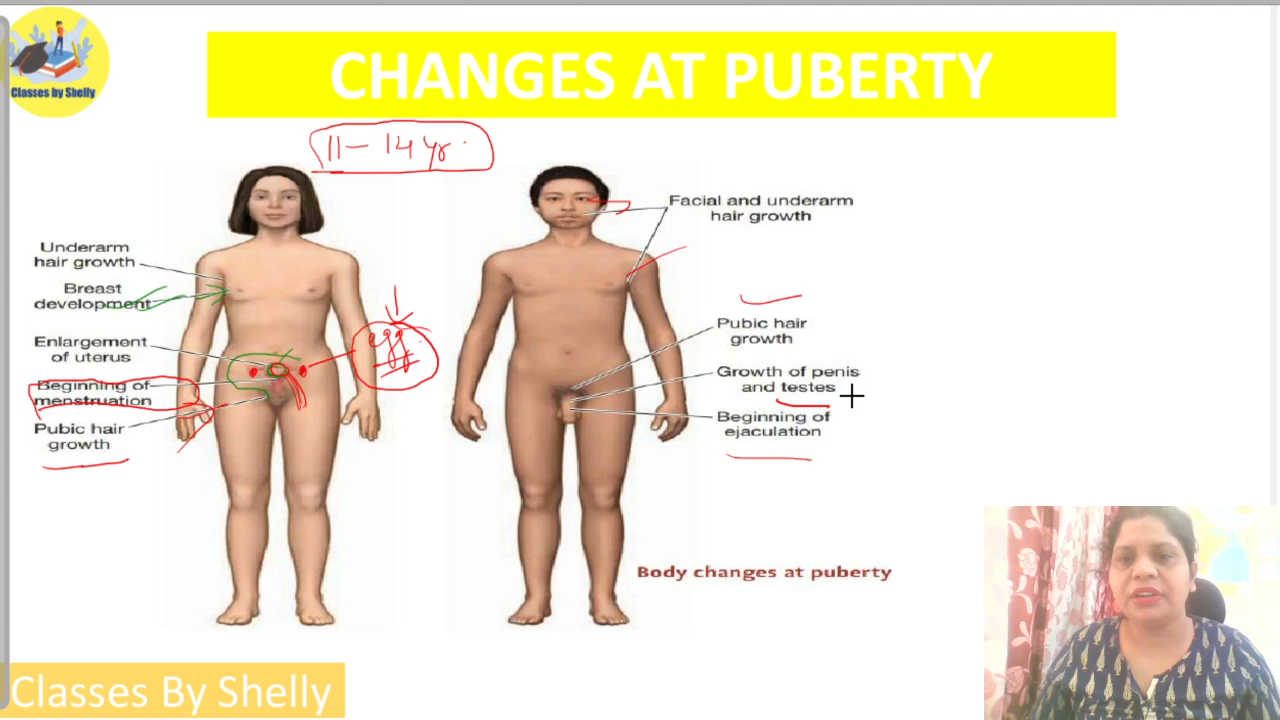 Classes by Shelly
CHANGES AT PUBERTY
11 - 14 yr.
Underarm
hair growth
Breast
development
Enlargement
of uterus
Beginning of
menstruation
Pubic hair
growth
egg
Facial and underarm
hair growth
Pubic hair
growth
Growth of penis
and testes
Beginning of
ejaculation
Body changes at puberty
Classes By Shelly